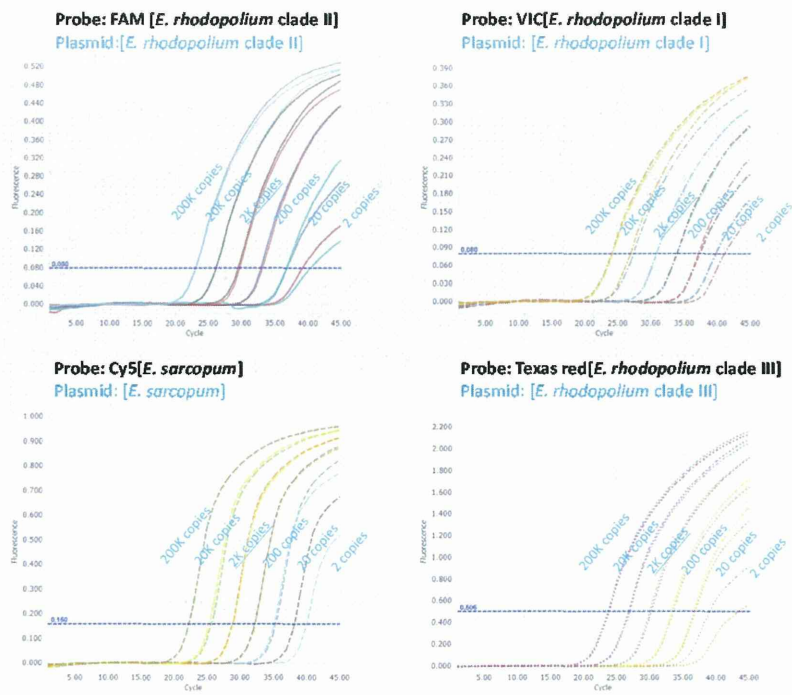 Probe: FAM [E. rhodopolium clade II]
Plasmid:[E. rhodopolium clade II]
0.520
0.480
0.440
0.400
0.360
0.320
0.280
0.240
0.200
0.160
0.120
0.080
0.040
0.000
Fluorescence
0.080
200K copies
20K copies
2K copies
200 copies
20 copies
2 copies
5.00 10.00 15.00 20.00 25.00 30.00 35.00 40.00 45.00
Cycle
Probe: VIC[E. rhodopolium clade I]
Plasmid: [E. rhodopolium clade I]
0.390
0.360
0.330
0.300
0.270
0.240
0.210
0.180
0.150
0.120
0.090
0.060
0.030
0.000
Fluorescence
0.080
200K copies
20K copies
2K copies
200 copies
20 copies
2 copies
5.00 10.00 15.00 20.00 25.00 30.00 35.00 40.00 45.00
Cycle
Probe: Cy5[E. sarcopum]
Plasmid: [E. sarcopum]
1.000
0.900
0.800
0.700
0.600
0.500
0.400
0.300
0.200
0.100
0.000
Fluorescence
0.160
200K copies
20K copies
2K copies
200 copies
20 copies
2 copies
5.00 10.00 15.00 20.00 25.00 30.00 35.00 40.00 45.00
Cycle
Probe: Texas red[E. rhodopolium clade III]
Plasmid: [E. rhodopolium clade III]
2.200
2.000
1.800
1.600
1.400
1.200
1.000
0.800
0.600
0.400
0.200
0.000
Fluorescence
200K copies
20K copies
2K copies
200 copies
20 copies
2 copies
5.00 10.00 15.00 20.00 25.00 30.00 35.00 40.00 45.00
Cycle